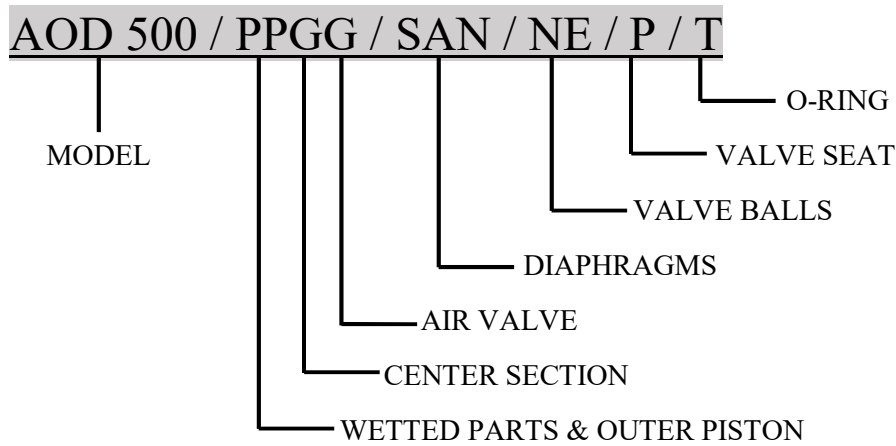 AOD 500 / PPGG / SAN / NE / P / T
O-RING
MODEL
VALVE SEAT
VALVE BALLS
DIAPHRAGMS
AIR VALVE
CENTER SECTION
WETTED PARTS & OUTER PISTON